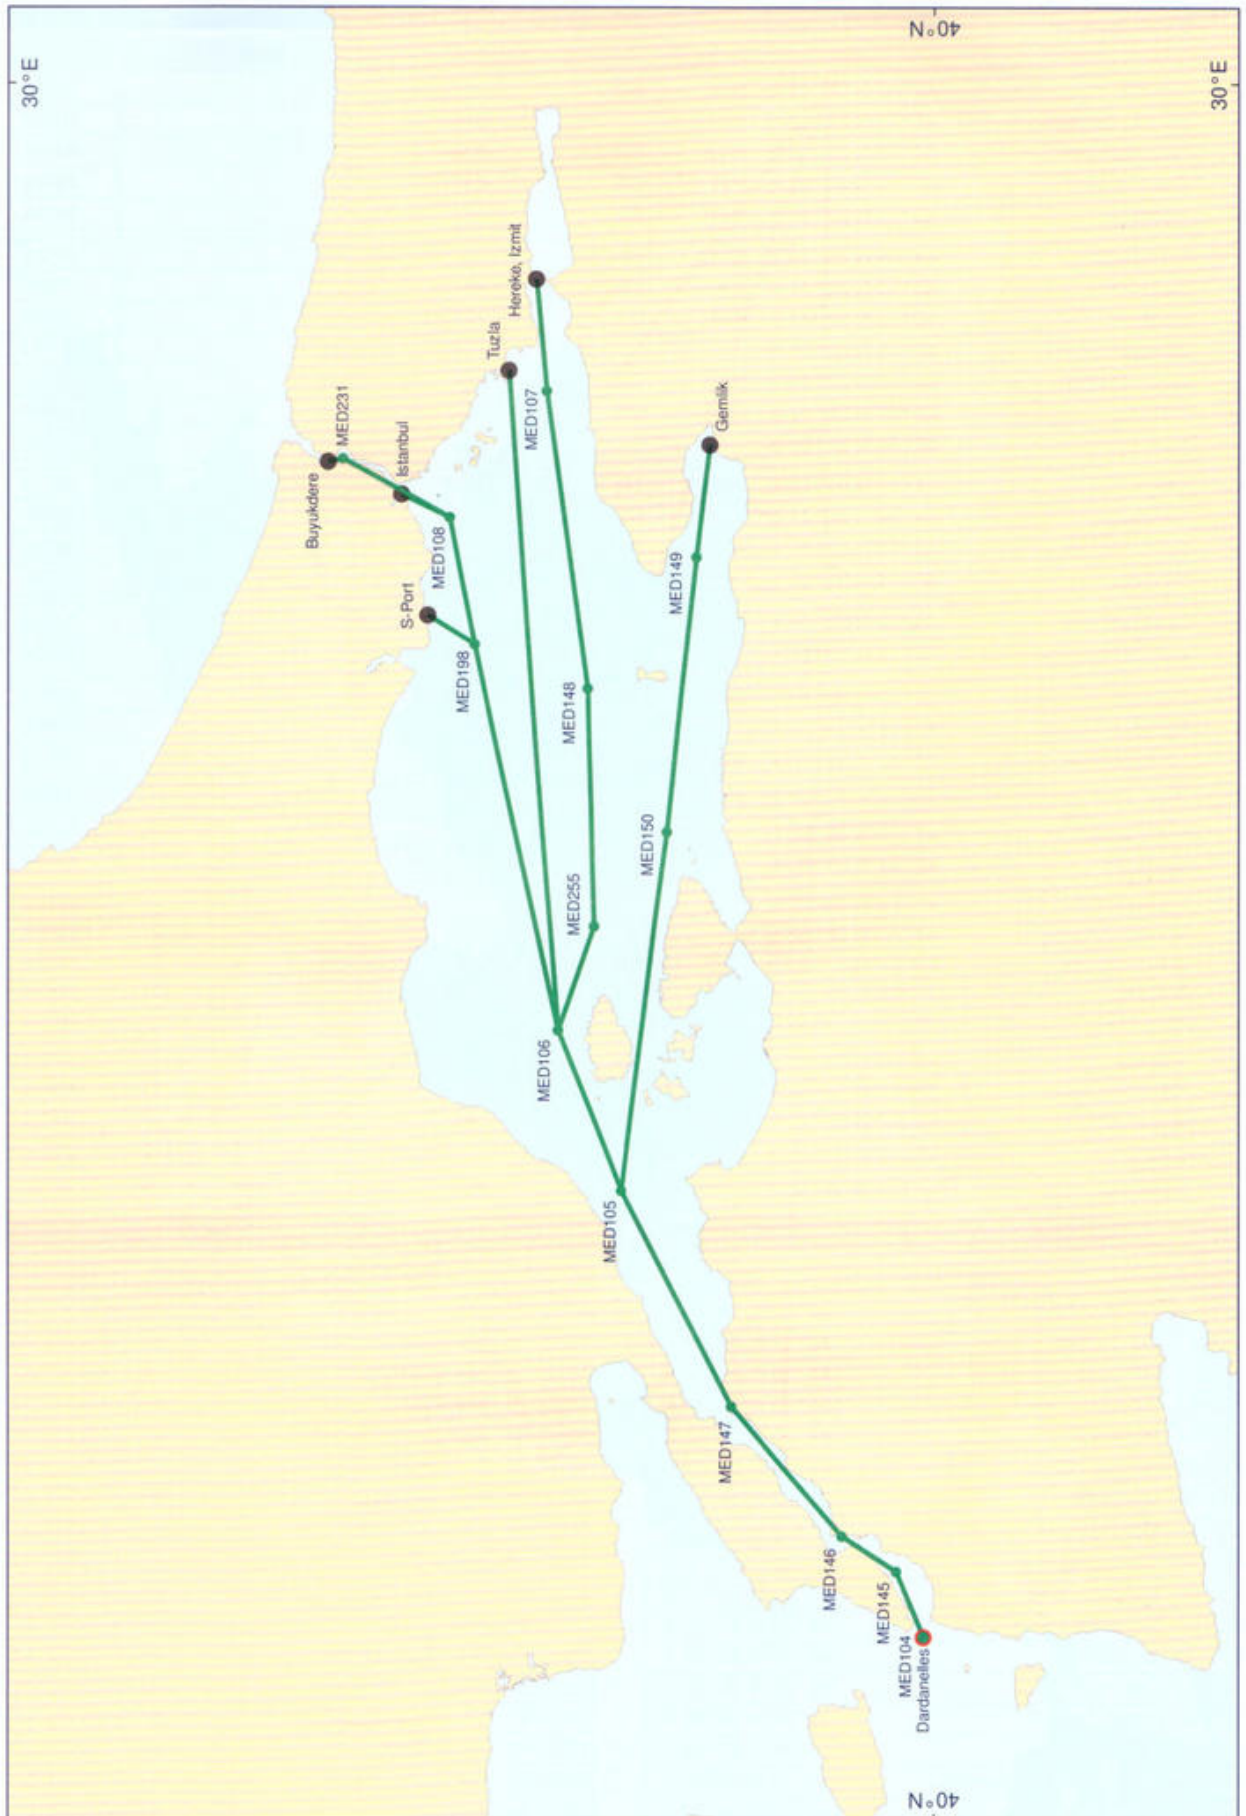 30°E
40°N
30°E
Hereke, Izmit
Tuzla
MED231
Gemlik
Istanbul
MED107
Buyukdere
MED108
MED149
S-Port
MED198
MED148
MED150
MED255
MED106
MED105
MED147
MED146
MED145
MED104
Dardanelles
40°N